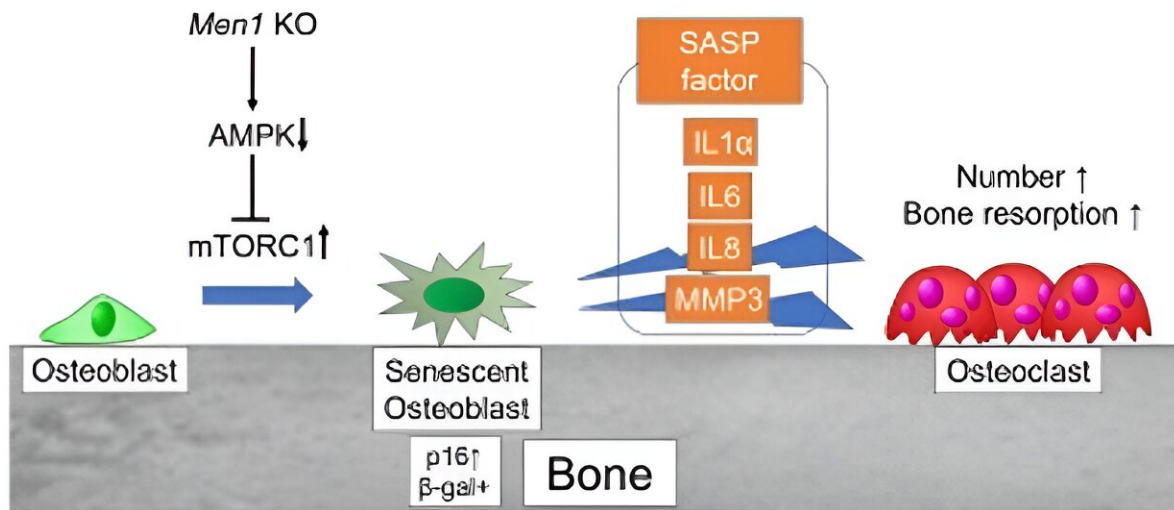 Men1 KO
AMPK↓
mTORC1↑
SASP
factor
IL1α
IL6
IL8
MMP3
Number ↑
Bone resorption ↑
Osteoblast
Senescent
Osteoblast
Osteoclast
p16↑
β-gal+
Bone